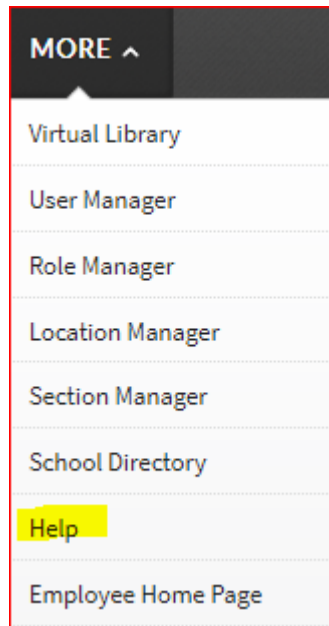 MORE
Virtual Library
User Manager
Role Manager
Location Manager
Section Manager
School Directory
Help
Employee Home Page